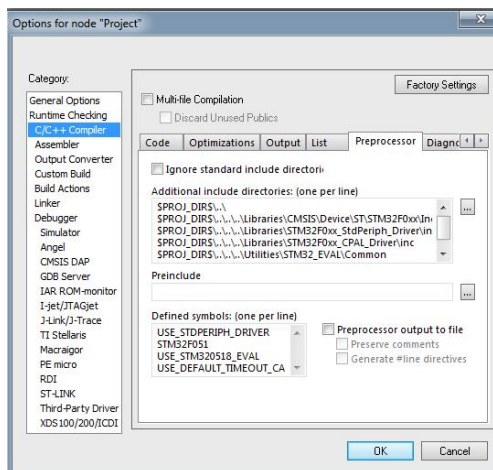 Options for node "Project"
Category:
General Options
Runtime Checking
C/C++ Compiler
Assembler
Output Converter
Custom Build
Build Actions
Linker
Debugger
Simulator
Angel
CMSIS DAP
GDB Server
IAR ROM-monitor
I-jet/JTAGjet
J-Link/J-Trace
TI Stellaris
Macraigor
PE micro
RDI
ST-LINK
Third-Party Driver
XDS100/200/ICDI
Factory Settings
Multi-file Compilation
Discard Unused Publics
Code Optimizations Output List Preprocessor Diagno
Ignore standard include directori
Additional include directories: (one per line)
$PROJ_DIR$\..\
$PROJ_DIR$\..\..\..\Libraries\CMSIS\Device\ST\STM32F0xx\In
$PROJ_DIR$\..\..\..\Libraries\STM32F0xx_StdPeriph_Driver\in
$PROJ_DIR$\..\..\..\Libraries\STM32F0xx_CPAL_Driver\inc
$PROJ_DIR$\..\..\..\Utilities\STM32_EVAL\Common
...
Preinclude
...
Defined symbols: (one per line)
USE_STDPERIPH_DRIVER
STM32F051
USE_STM320518_EVAL
USE_DEFAULT_TIMEOUT_CA
Preprocessor output to file
Preserve comments
Generate #line directives
OK Cancel